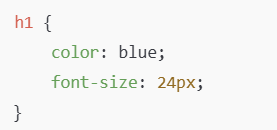 h1 {
    color: blue;
    font-size: 24px;
}